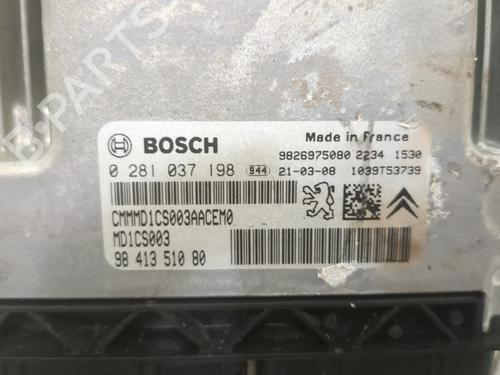 BOSCH
Made in France
9826975080 2234 1530
0 281 037 198 944 21-03-08 1039T53739
CMMMD1CS003AACEM0
MD1CS003
98 413 510 80
B-PARTS